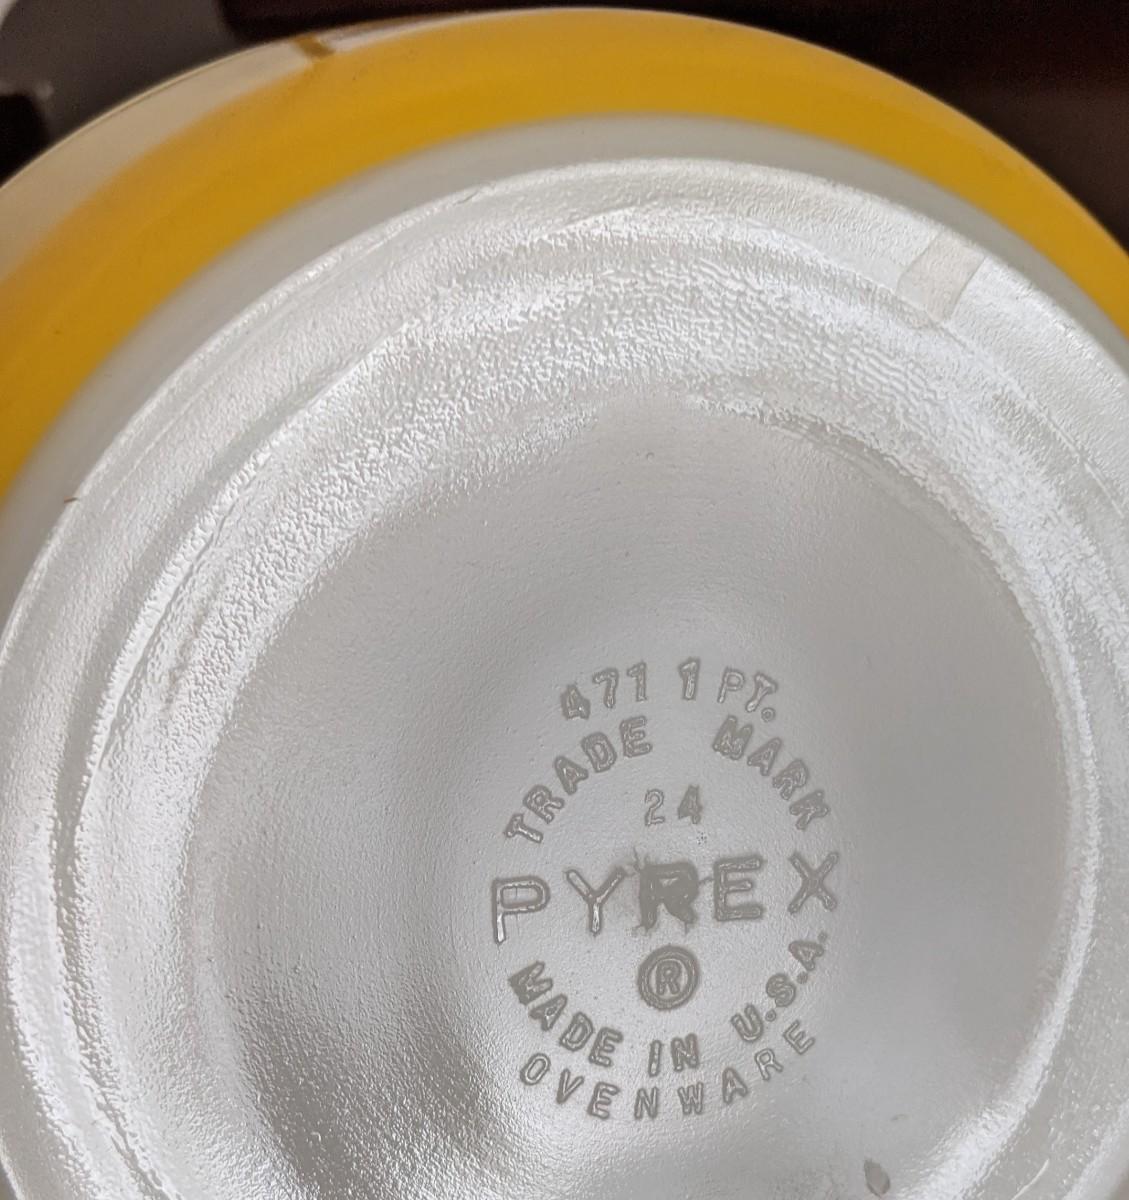 471 1 PT.
TRADE MARK
24
PYREX
®
MADE IN U.S.A.
OVENWARE